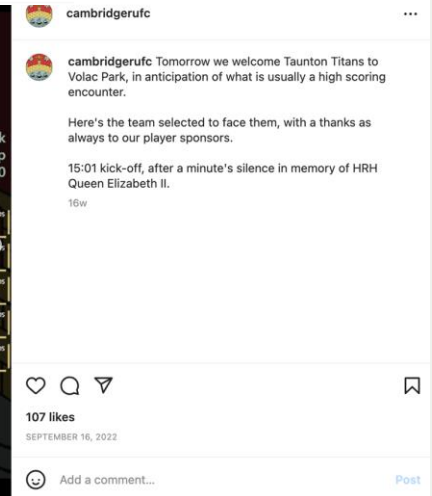 cambridgerufc
cambridgerufc Tomorrow we welcome Taunton Titans to
Volac Park, in anticipation of what is usually a high scoring
encounter.
Here's the team selected to face them, with a thanks as
always to our player sponsors.
15:01 kick-off, after a minute's silence in memory of HRH
Queen Elizabeth II.
16w
107 likes
SEPTEMBER 16, 2022
Add a comment...
Post